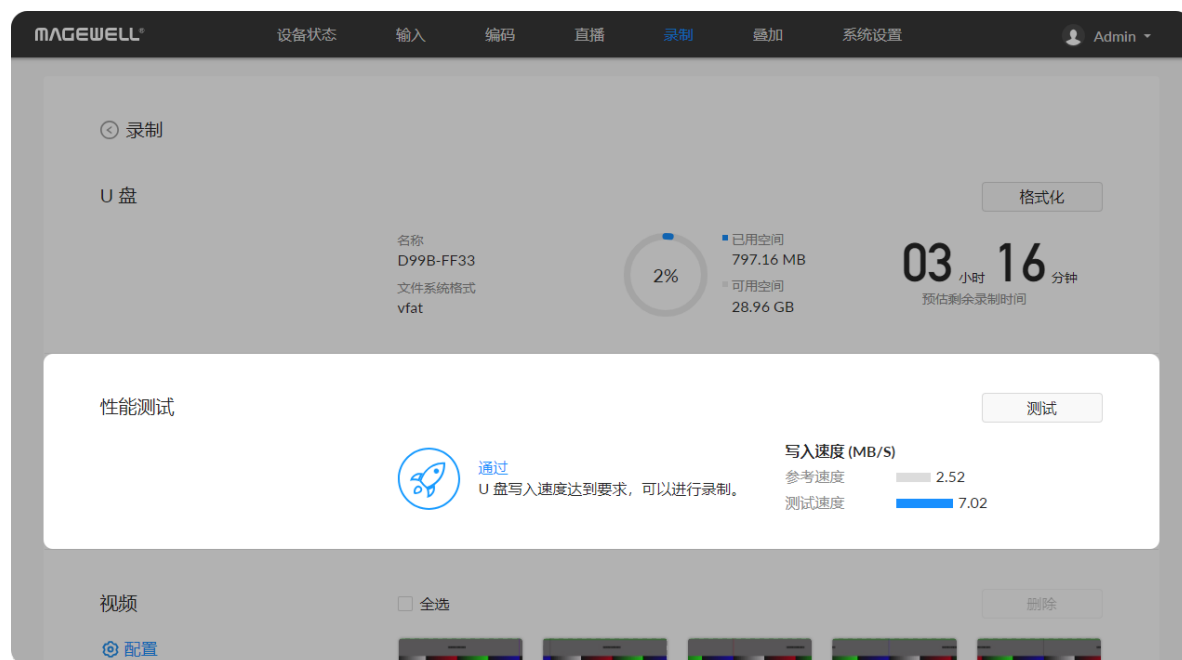 MAGEWELL®
设备状态 输入 编码 直播 录制 叠加 系统设置 Admin
录制
U 盘 格式化
名称
D99B-FF33
文件系统格式
vfat
2%
已用空间
797.16 MB
可用空间
28.96 GB
03 小时 16 分钟
预估剩余录制时间
性能测试 测试
通过
U 盘写入速度达到要求，可以进行录制。
写入速度 (MB/S)
参考速度 2.52
测试速度 7.02
视频 全选 删除
配置